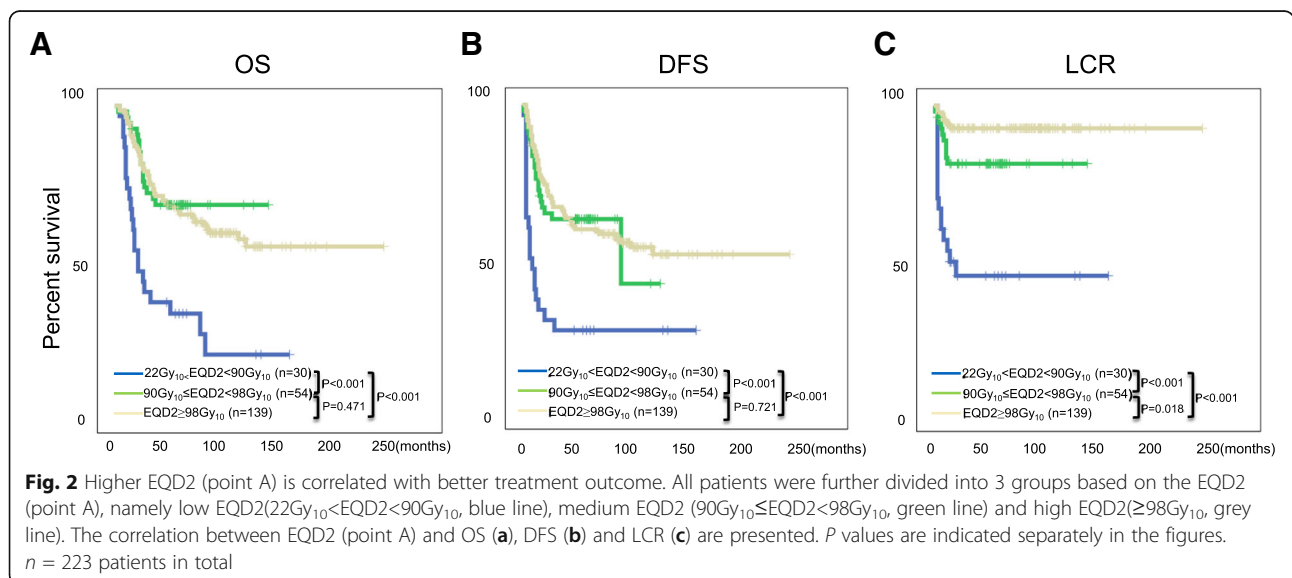 A
OS
100
50
0
Percent survival
22Gy10<EQD2<90Gy10 (n=30)
90Gy10≤EQD2<98Gy10 (n=54)
EQD2≥98Gy10 (n=139)
P<0.001
P=0.471
P<0.001
0 50 100 150 200 250(months)
B
DFS
100
50
0
22Gy10<EQD2<90Gy10 (n=30)
90Gy10≤EQD2<98Gy10 (n=54)
EQD2≥98Gy10 (n=139)
P<0.001
P=0.721
P<0.001
0 50 100 150 200 250(months)
C
LCR
100
50
0
22Gy10<EQD2<90Gy10 (n=30)
90Gy10≤EQD2<98Gy10 (n=54)
EQD2≥98Gy10 (n=139)
P<0.001
P=0.018
P<0.001
0 50 100 150 200 250(months)
Fig. 2 Higher EQD2 (point A) is correlated with better treatment outcome. All patients were further divided into 3 groups based on the EQD2
(point A), namely low EQD2(22Gy10<EQD2<90Gy10, blue line), medium EQD2 (90Gy10≤EQD2<98Gy10, green line) and high EQD2(≥98Gy10, grey
line). The correlation between EQD2 (point A) and OS (a), DFS (b) and LCR (c) are presented. P values are indicated separately in the figures.
n = 223 patients in total